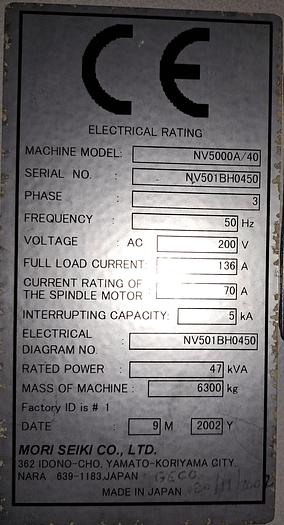 CE
ELECTRICAL RATING
MACHINE MODEL: NV5000A/40
SERIAL NO. : NV501BH0450
PHASE : 3
FREQUENCY : 50 Hz
VOLTAGE : AC 200 V
FULL LOAD CURRENT: 136 A
CURRENT RATING OF
THE SPINDLE MOTOR : 70 A
INTERRUPTING CAPACITY: 5 kA
ELECTRICAL
DIAGRAM NO. : NV501BH0450
RATED POWER : 47 kVA
MASS OF MACHINE : 6300 kg
Factory ID is # 1
DATE : 9 M 2002 Y
MORI SEIKI CO., LTD.
362 IDONO-CHO, YAMATO-KORIYAMA CITY,
NARA 639-1183,JAPAN
MADE IN JAPAN